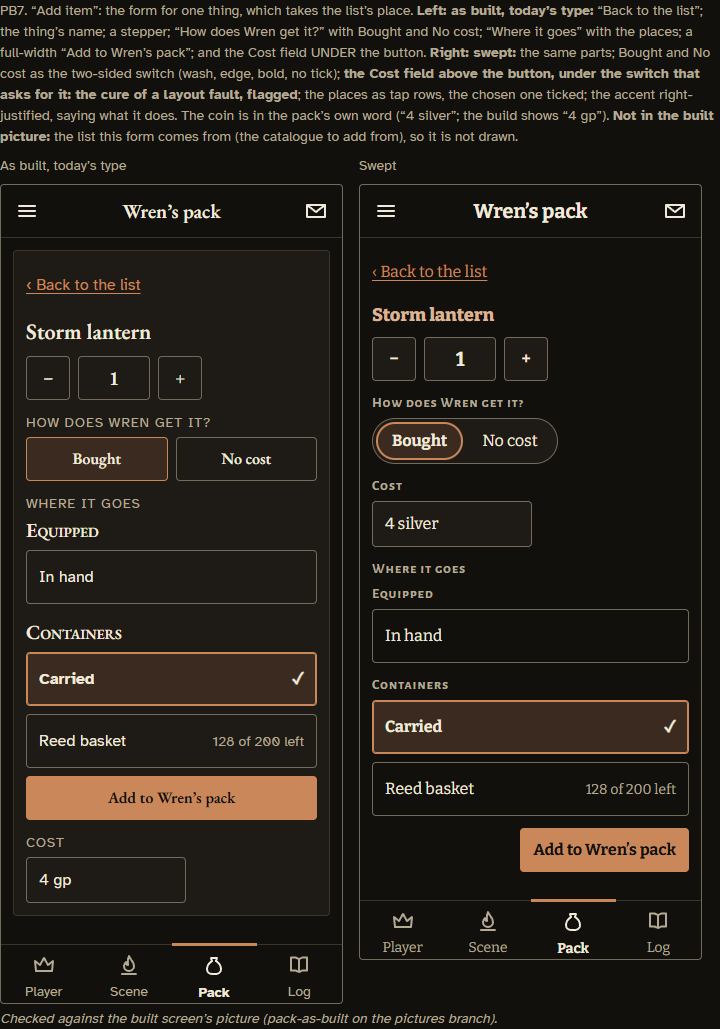 PB7. “Add item”: the form for one thing, which takes the list’s place. Left: as built, today’s type: “Back to the list”;
the thing’s name; a stepper; “How does Wren get it?” with Bought and No cost; “Where it goes” with the places; a
full-width “Add to Wren’s pack”; and the Cost field UNDER the button. Right: swept: the same parts; Bought and No
cost as the two-sided switch (wash, edge, bold, no tick); the Cost field above the button, under the switch that
asks for it: the cure of a layout fault, flagged; the places as tap rows, the chosen one ticked; the accent right-
justified, saying what it does. The coin is in the pack’s own word (“4 silver”; the build shows “4 gp”). Not in the built
picture: the list this form comes from (the catalogue to add from), so it is not drawn.
As built, today’s type
Wren’s pack
‹ Back to the list
Storm lantern
− 1 +
HOW DOES WREN GET IT?
Bought No cost
WHERE IT GOES
Equipped
In hand
Containers
Carried ✓
Reed basket 128 of 200 left
Add to Wren’s pack
COST
4 gp
Player Scene Pack Log
Swept
Wren’s pack
‹ Back to the list
Storm lantern
− 1 +
How does Wren get it?
Bought No cost
Cost
4 silver
Where it goes
Equipped
In hand
Containers
Carried ✓
Reed basket 128 of 200 left
Add to Wren’s pack
Player Scene Pack Log
Checked against the built screen’s picture (pack-as-built on the pictures branch).